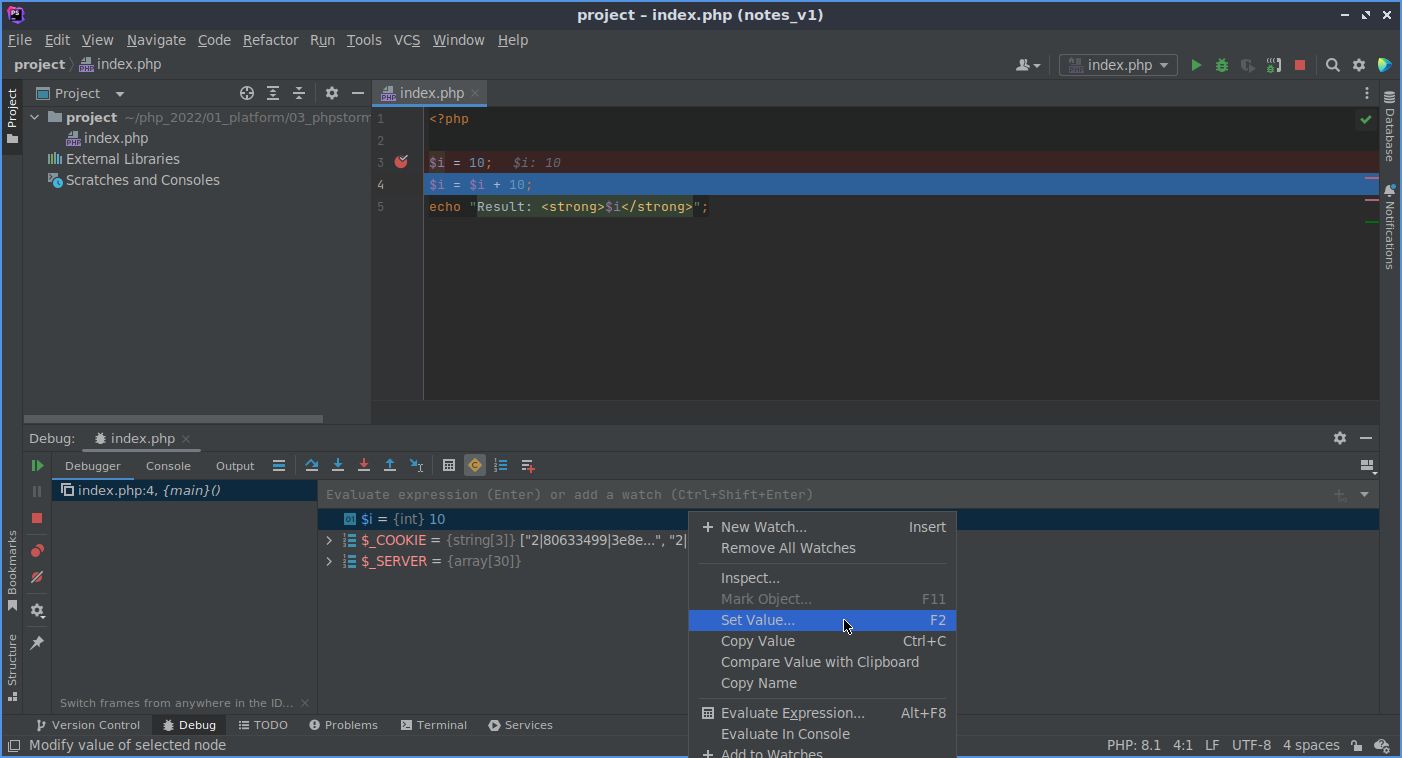 PS
project – index.php (notes_v1)
File Edit View Navigate Code Refactor Run Tools VCS Window Help
project index.php
index.php
Project
Project
project ~/php_2022/01_platform/03_phpstorm
index.php
External Libraries
Scratches and Consoles
index.php
1 <?php
2
3 $i = 10; $i: 10
4 $i = $i + 10;
5 echo "Result: <strong>$i</strong>";
Database
Notifications
Debug: index.php
Debugger Console Output
index.php:4, {main}()
Evaluate expression (Enter) or add a watch (Ctrl+Shift+Enter)
$i = {int} 10
$_COOKIE = {string[3]} ["2|80633499|3e8e...", "2|
$_SERVER = {array[30]}
New Watch... Insert
Remove All Watches
Inspect...
Mark Object... F11
Set Value... F2
Copy Value Ctrl+C
Compare Value with Clipboard
Copy Name
Evaluate Expression... Alt+F8
Evaluate In Console
Add to Watches
Bookmarks
Structure
Switch frames from anywhere in the ID...
Version Control Debug TODO Problems Terminal Services
Modify value of selected node
PHP: 8.1 4:1 LF UTF-8 4 spaces